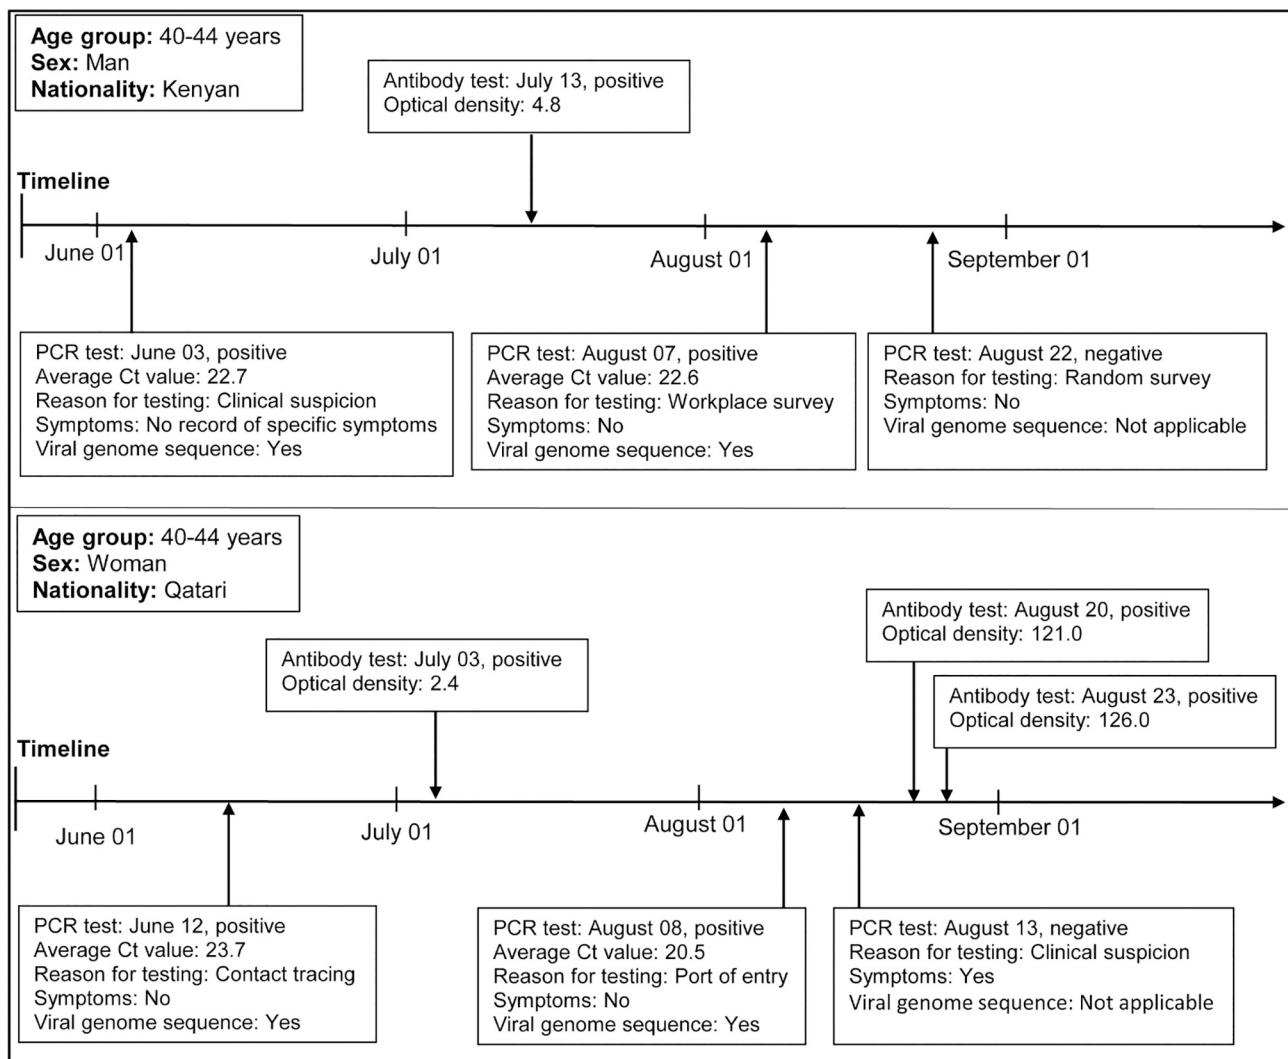 Age group: 40-44 years
Sex: Man
Nationality: Kenyan
Antibody test: July 13, positive
Optical density: 4.8
Timeline
June 01
July 01
August 01
September 01
PCR test: June 03, positive
Average Ct value: 22.7
Reason for testing: Clinical suspicion
Symptoms: No record of specific symptoms
Viral genome sequence: Yes
PCR test: August 07, positive
Average Ct value: 22.6
Reason for testing: Workplace survey
Symptoms: No
Viral genome sequence: Yes
PCR test: August 22, negative
Reason for testing: Random survey
Symptoms: No
Viral genome sequence: Not applicable
Age group: 40-44 years
Sex: Woman
Nationality: Qatari
Antibody test: July 03, positive
Optical density: 2.4
Antibody test: August 20, positive
Optical density: 121.0
Antibody test: August 23, positive
Optical density: 126.0
Timeline
June 01
July 01
August 01
September 01
PCR test: June 12, positive
Average Ct value: 23.7
Reason for testing: Contact tracing
Symptoms: No
Viral genome sequence: Yes
PCR test: August 08, positive
Average Ct value: 20.5
Reason for testing: Port of entry
Symptoms: No
Viral genome sequence: Yes
PCR test: August 13, negative
Reason for testing: Clinical suspicion
Symptoms: Yes
Viral genome sequence: Not applicable